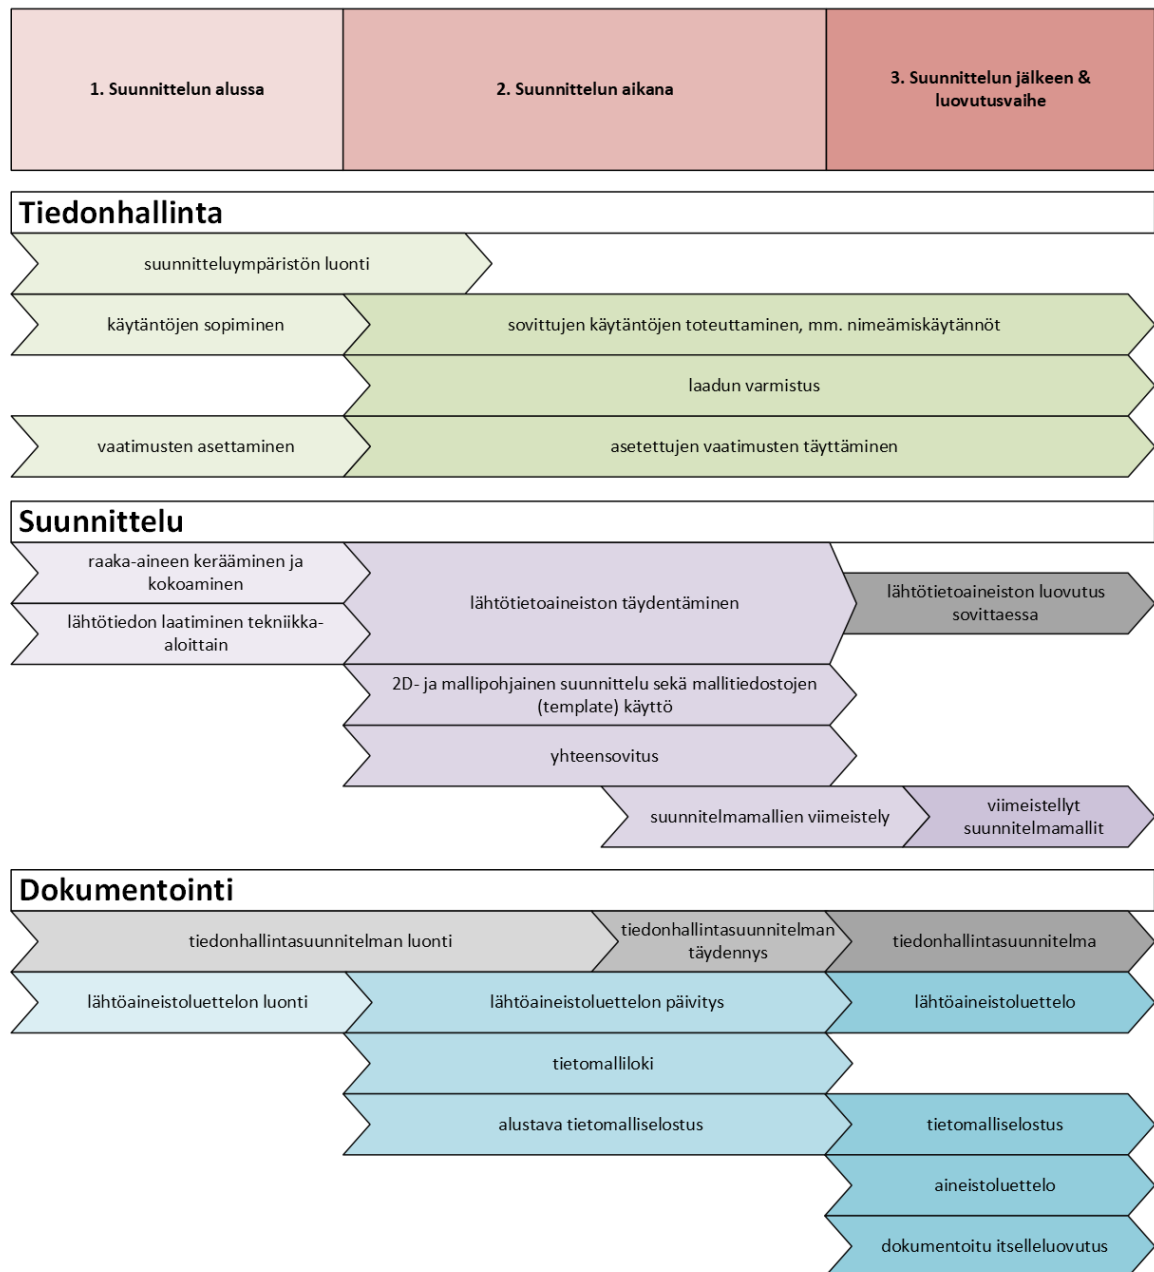 1. Suunnittelun alussa
2. Suunnittelun aikana
3. Suunnittelun jälkeen &
luovutusvaihe
Tiedonhallinta
suunnitteluympäristön luonti
käytäntöjen sopiminen
sovittujen käytäntöjen toteuttaminen, mm. nimeämiskäytännöt
laadun varmistus
vaatimusten asettaminen
asetettujen vaatimusten täyttäminen
Suunnittelu
raaka-aineen kerääminen ja
kokoaminen
lähtötiedon laatiminen tekniikka-
aloittain
lähtötietoaineiston täydentäminen
lähtötietoaineiston luovutus
sovittaessa
2D- ja mallipohjainen suunnittelu sekä mallitiedostojen
(template) käyttö
yhteensovitus
suunnitelmamallien viimeistely
viimeistellyt
suunnitelmamallit
Dokumentointi
tiedonhallintasuunnitelman luonti
tiedonhallintasuunnitelman
täydennys
tiedonhallintasuunnitelma
lähtöaineistoluettelon luonti
lähtöaineistoluettelon päivitys
lähtöaineistoluettelo
tietomalliloki
alustava tietomalliselostus
tietomalliselostus
aineistoluettelo
dokumentoitu itselleluovutus